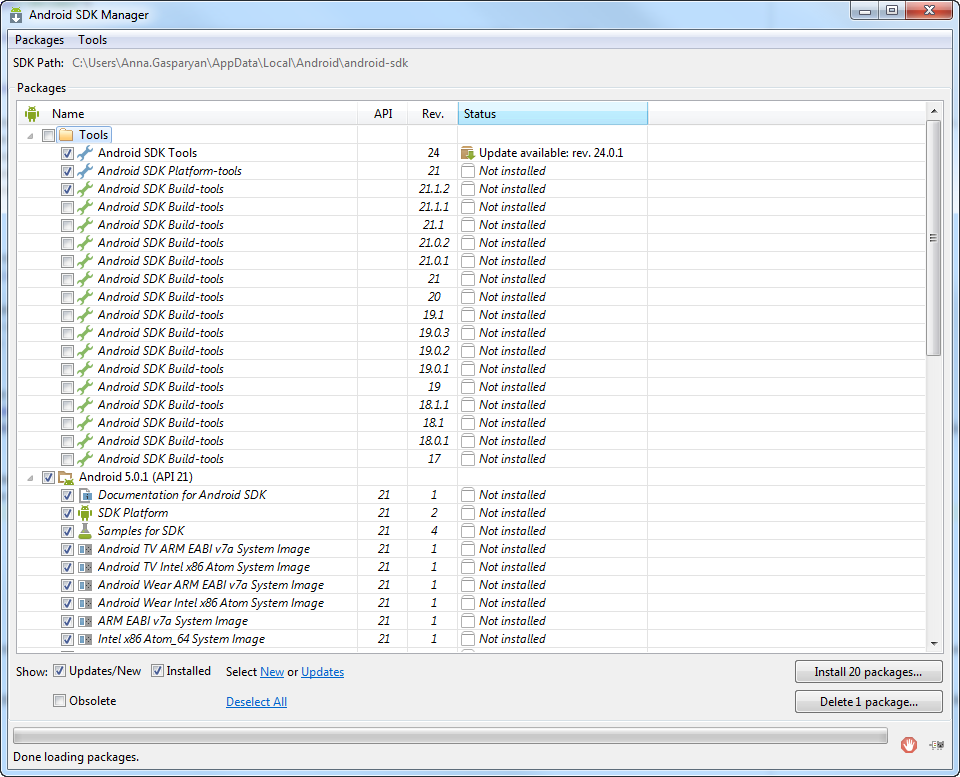 Android SDK Manager
Packages Tools
SDK Path: C:\Users\Anna.Gasparyan\AppData\Local\Android\android-sdk
Packages
Name API Rev. Status
Tools
Android SDK Tools 24 Update available: rev. 24.0.1
Android SDK Platform-tools 21 Not installed
Android SDK Build-tools 21.1.2 Not installed
Android SDK Build-tools 21.1.1 Not installed
Android SDK Build-tools 21.1 Not installed
Android SDK Build-tools 21.0.2 Not installed
Android SDK Build-tools 21.0.1 Not installed
Android SDK Build-tools 21 Not installed
Android SDK Build-tools 20 Not installed
Android SDK Build-tools 19.1 Not installed
Android SDK Build-tools 19.0.3 Not installed
Android SDK Build-tools 19.0.2 Not installed
Android SDK Build-tools 19.0.1 Not installed
Android SDK Build-tools 19 Not installed
Android SDK Build-tools 18.1.1 Not installed
Android SDK Build-tools 18.1 Not installed
Android SDK Build-tools 18.0.1 Not installed
Android SDK Build-tools 17 Not installed
Android 5.0.1 (API 21)
Documentation for Android SDK 21 1 Not installed
SDK Platform 21 2 Not installed
Samples for SDK 21 4 Not installed
Android TV ARM EABI v7a System Image 21 1 Not installed
Android TV Intel x86 Atom System Image 21 1 Not installed
Android Wear ARM EABI v7a System Image 21 1 Not installed
Android Wear Intel x86 Atom System Image 21 1 Not installed
ARM EABI v7a System Image 21 1 Not installed
Intel x86 Atom_64 System Image 21 1 Not installed
Show: Updates/New Installed Select New or Updates Install 20 packages...
Obsolete Deselect All Delete 1 package...
Done loading packages.